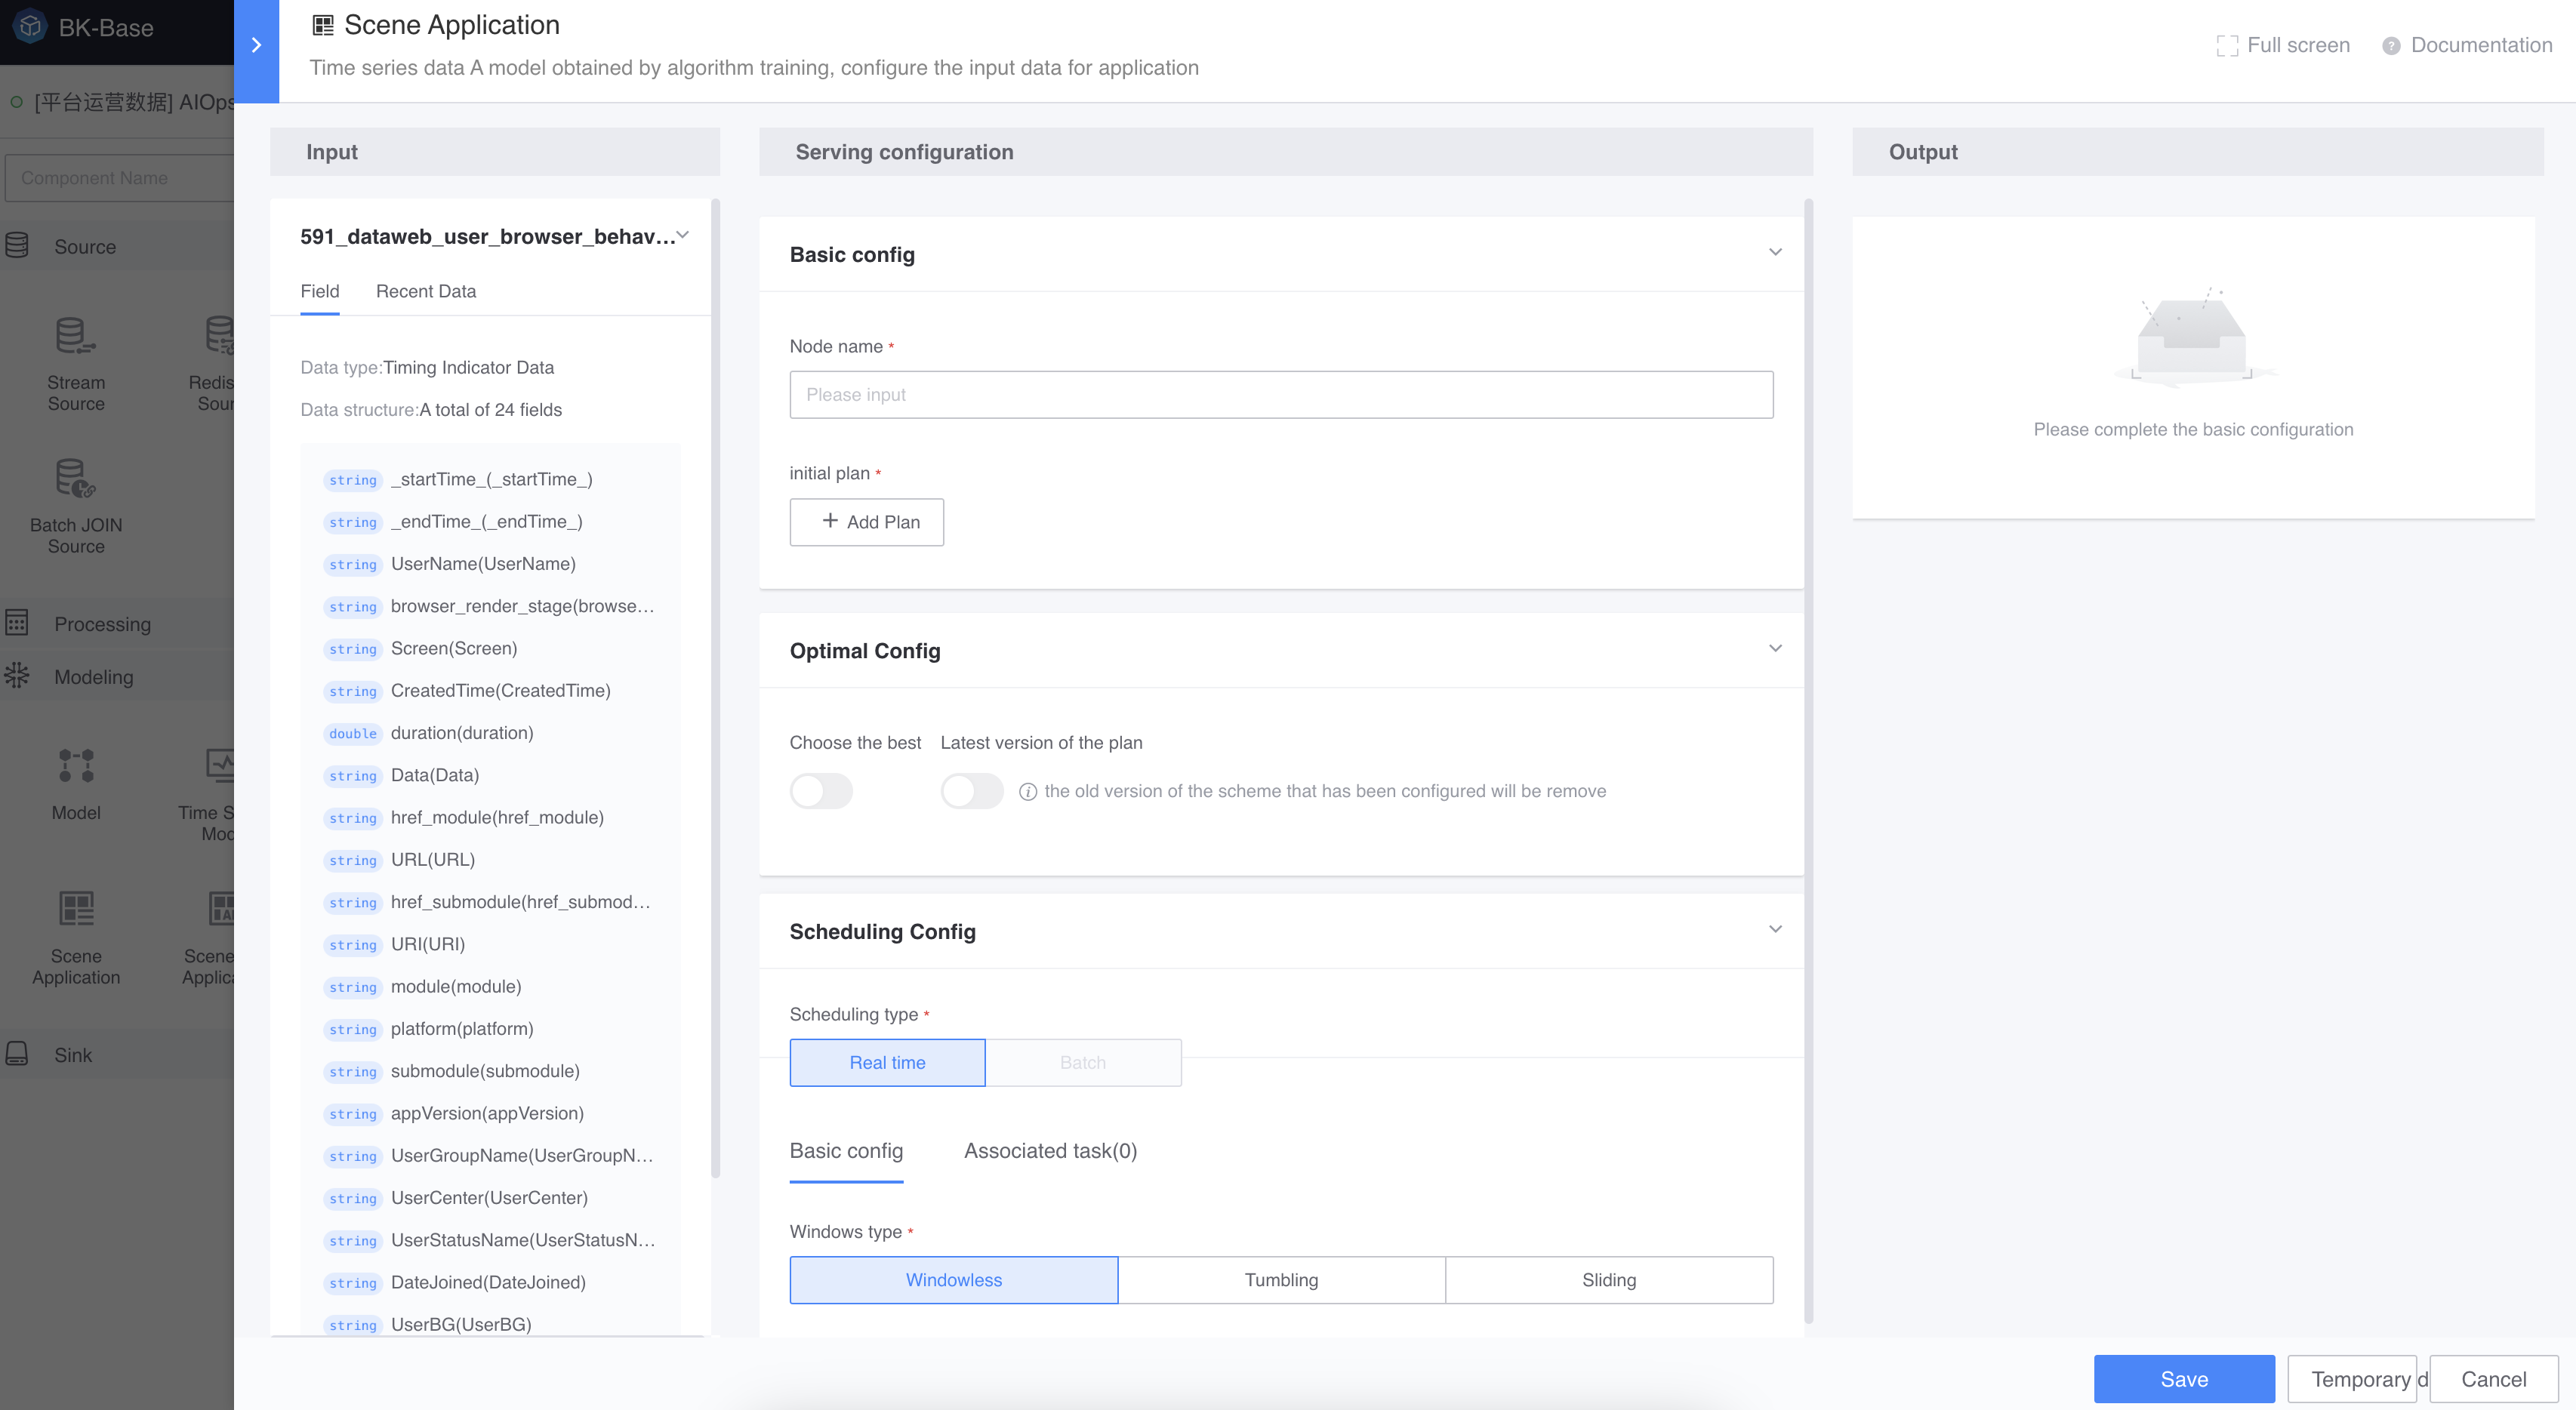 BK-Base
[平台运营数据] AIOps
Component Name
Source
Stream
Source
Redis
Sour
Batch JOIN
Source
Processing
Modeling
Model
Time S
Mod
Scene
Application
Scene
Applica
Sink
Scene Application
Time series data A model obtained by algorithm training, configure the input data for application
Full screen
Documentation
Input
591_dataweb_user_browser_behav...
Field
Recent Data
Data type:Timing Indicator Data
Data structure:A total of 24 fields
string _startTime_(_startTime_)
string _endTime_(_endTime_)
string UserName(UserName)
string browser_render_stage(browse...
string Screen(Screen)
string CreatedTime(CreatedTime)
double duration(duration)
string Data(Data)
string href_module(href_module)
string URL(URL)
string href_submodule(href_submod...
string URI(URI)
string module(module)
string platform(platform)
string submodule(submodule)
string appVersion(appVersion)
string UserGroupName(UserGroupN...
string UserCenter(UserCenter)
string UserStatusName(UserStatusN...
string DateJoined(DateJoined)
string UserBG(UserBG)
Serving configuration
Basic config
Node name *
Please input
initial plan *
+ Add Plan
Optimal Config
Choose the best
Latest version of the plan
the old version of the scheme that has been configured will be remove
Scheduling Config
Scheduling type *
Real time
Batch
Basic config
Associated task(0)
Windows type *
Windowless
Tumbling
Sliding
Output
Please complete the basic configuration
Save
Temporary d
Cancel